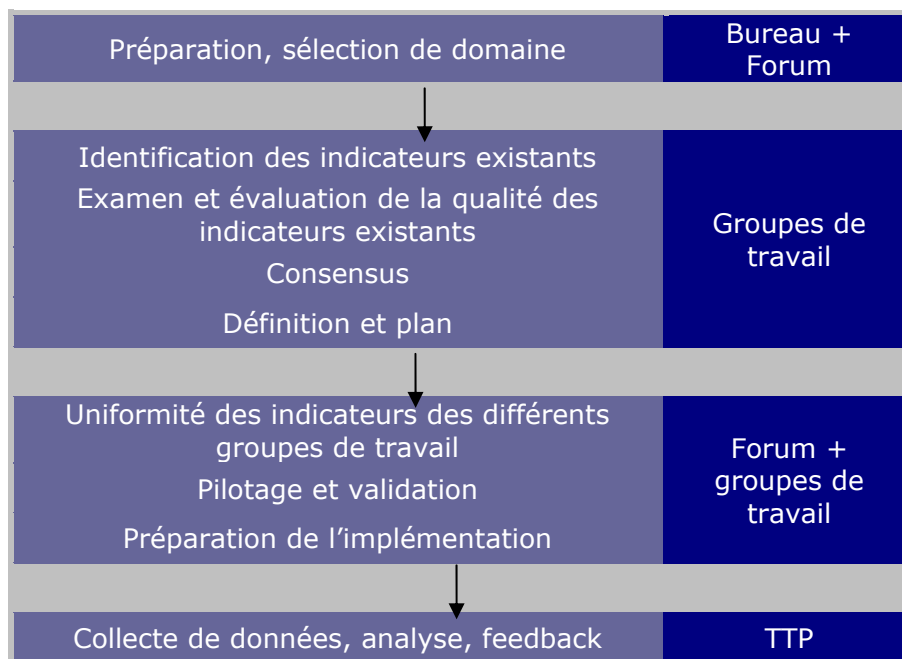 Préparation, sélection de domaine
Bureau +
Forum
Identification des indicateurs existants
Examen et évaluation de la qualité des
indicateurs existants
Consensus
Définition et plan
Groupes de
travail
Uniformité des indicateurs des différents
groupes de travail
Pilotage et validation
Préparation de l’implémentation
Forum +
groupes de
travail
Collecte de données, analyse, feedback
TTP